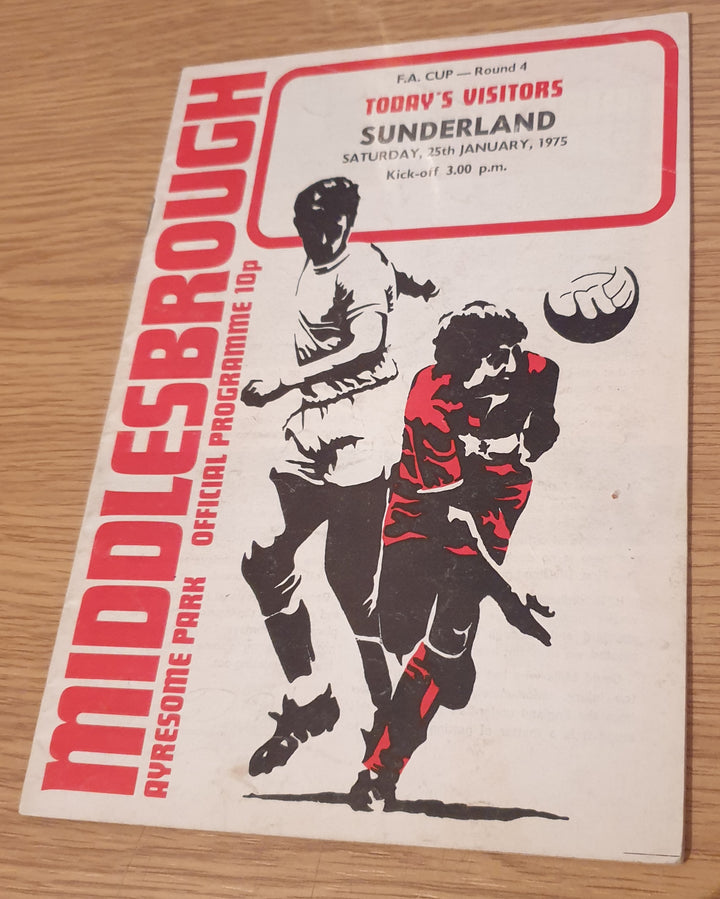 F.A. CUP — Round 4
TODAY'S VISITORS
SUNDERLAND
SATURDAY, 25th JANUARY, 1975
Kick-off 3.00 p.m.
MIDDLESBROUGH
AYRESOME PARK OFFICIAL PROGRAMME 10p